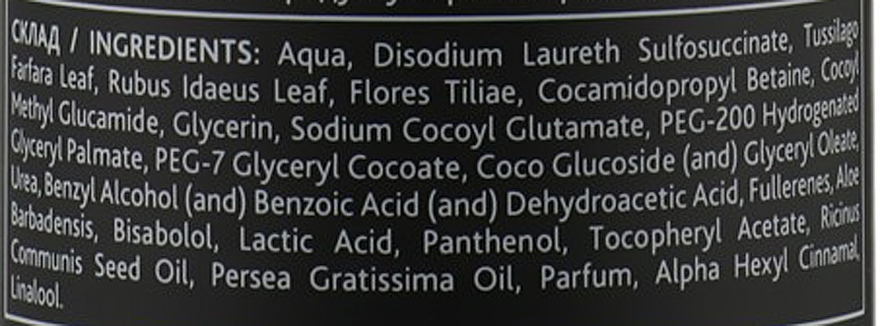 СКЛАД / INGREDIENTS: Aqua, Disodium Laureth Sulfosuccinate, Tussilago
Farfara Leaf, Rubus Idaeus Leaf, Flores Tiliae, Cocamidopropyl Betaine, Cocoyl
Methyl Glucamide, Glycerin, Sodium Cocoyl Glutamate, PEG-200 Hydrogenated
Glyceryl Palmate, PEG-7 Glyceryl Cocoate, Coco Glucoside (and) Glyceryl Oleate,
Urea, Benzyl Alcohol (and) Benzoic Acid (and) Dehydroacetic Acid, Fullerenes, Aloe
Barbadensis, Bisabolol, Lactic Acid, Panthenol, Tocopheryl Acetate, Ricinus
Communis Seed Oil, Persea Gratissima Oil, Parfum, Alpha Hexyl Cinnamal,
Linalool.